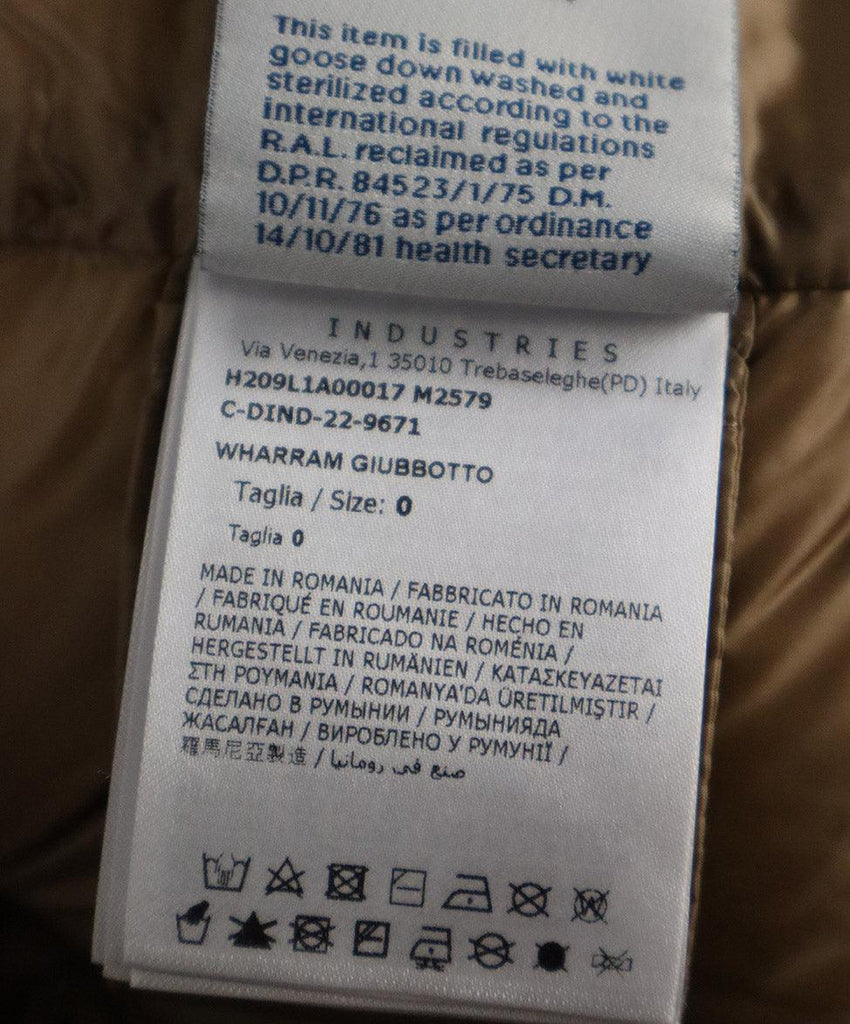 This item is filled with white
goose down washed and
sterilized according to the
international regulations
R.A.L. reclaimed as per
D.P.R. 84523/1/75 D.M.
10/11/76 as per ordinance
14/10/81 health secretary
INDUSTRIES
Via Venezia,1 35010 Trebaseleghe(PD) Italy
H209L1A00017 M2579
C-DIND-22-9671
WHARRAM GIUBBOTTO
Taglia / Size: 0
Taglia 0
MADE IN ROMANIA / FABBRICATO IN ROMANIA
/ FABRIQUÉ EN ROUMANIE / HECHO EN
RUMANIA / FABRICADO NA ROMÉNIA /
HERGESTELLT IN RUMÄNIEN / ΚΑΤΑΣΚΕΥΑΖΕΤΑΙ
ΣΤΗ ΡΟΥΜΑΝΙΑ / ROMANYA'DA ÜRETILMIŞTIR /
СДЕЛАНО В РУМЫНИИ / РУМЫНИЯДА
ЖАСАЛҒАН / ВИРОБЛЕНО У РУМУНІЇ /
羅馬尼亞製造 / صنع في رومانيا